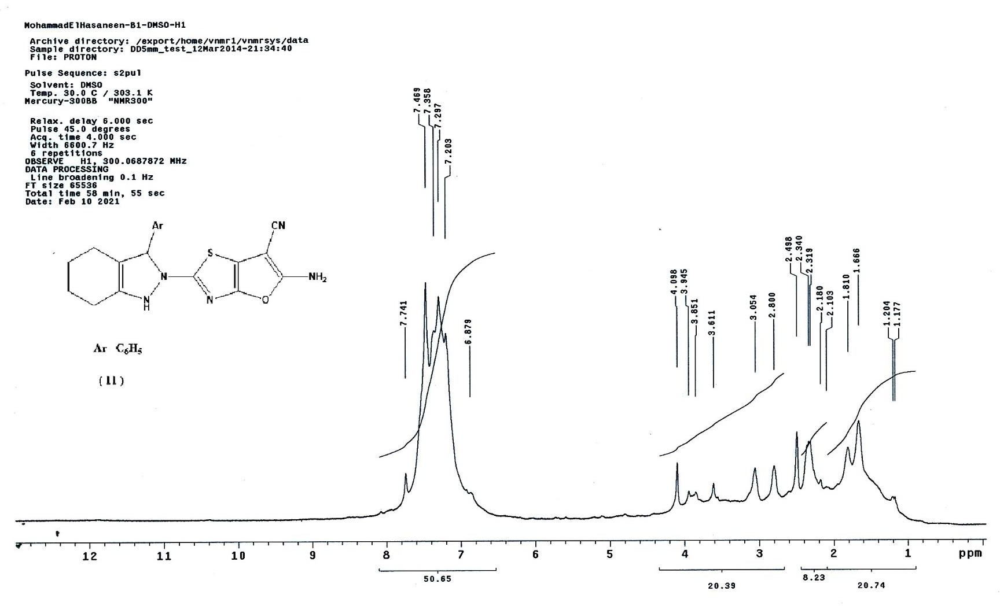 MohammadElHasaneen-B1-DMSO-H1
Archive directory: /export/home/vnmr1/vnmrsys/data
Sample directory: DD5mm_test_12Mar2014-21:34:40
File: PROTON
Pulse Sequence: s2pul
Solvent: DMSO
Temp. 30.0 C / 303.1 K
Mercury-300BB "NMR300"
Relax. delay 6.000 sec
Pulse 45.0 degrees
Acq. time 4.000 sec
Width 6600.7 Hz
6 repetitions
OBSERVE H1, 300.0687872 MHz
DATA PROCESSING
Line broadening 0.1 Hz
FT size 65536
Total time 58 min, 55 sec
Date: Feb 10 2021
Ar
CN
S
N
NH2
N
H
N
O
Ar C6H5
(11)
7.741
7.469
7.358
7.297
7.203
6.879
4.098
3.945
3.851
3.611
3.054
2.800
2.498
2.340
2.319
2.180
2.103
1.810
1.666
1.204
1.177
12 11 10 9 8 7 6 5 4 3 2 1 ppm
50.65
20.39
8.23
20.74